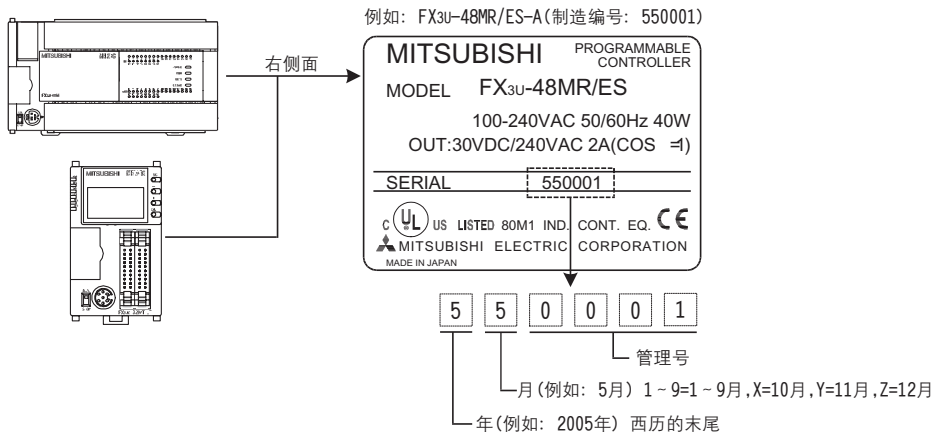 例如: FX3U-48MR/ES-A(制造编号: 550001)
MITSUBISHI PROGRAMMABLE CONTROLLER
MODEL FX3U-48MR/ES
100-240VAC 50/60Hz 40W
OUT:30VDC/240VAC 2A(COS =1)
SERIAL 550001
C UL US LISTED 80M1 IND. CONT. EQ. CE
MITSUBISHI ELECTRIC CORPORATION
MADE IN JAPAN
右侧面
MITSUBISHI
MITSUBISHI
5 5 0 0 0 1
管理号
月(例如: 5月) 1~9=1~9月,X=10月,Y=11月,Z=12月
年(例如: 2005年) 西历的末尾